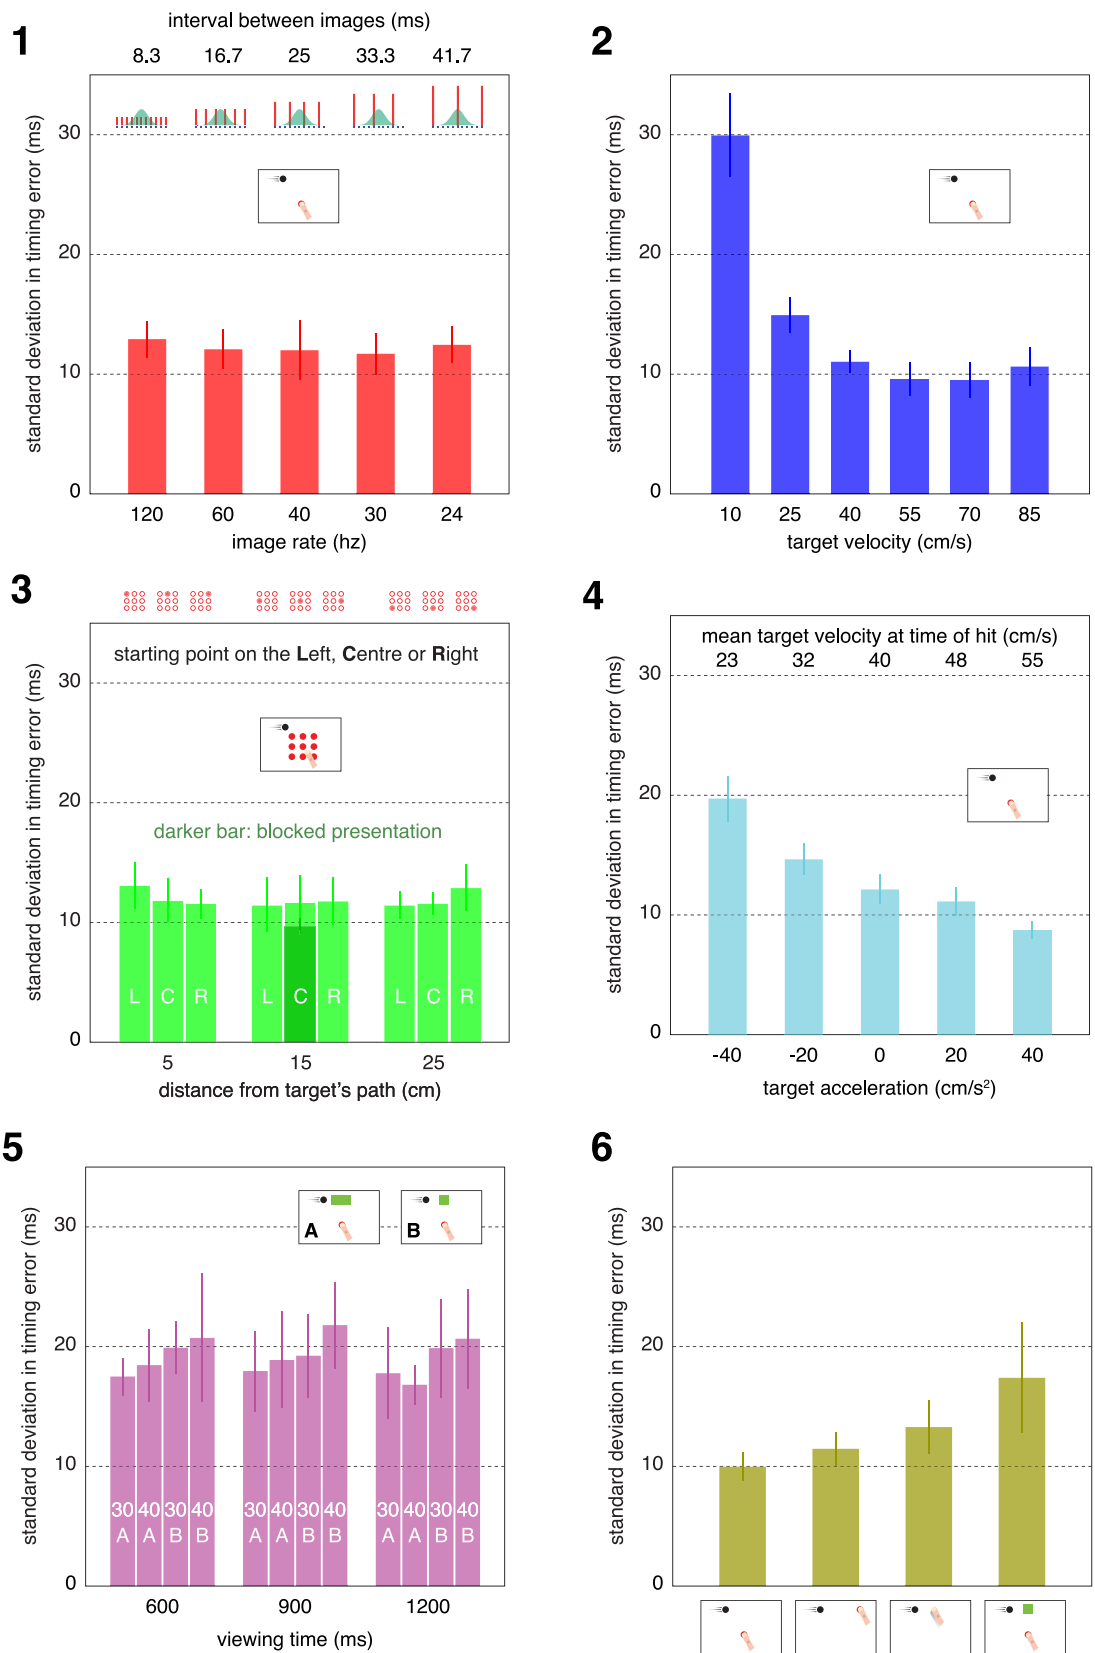 1
interval between images (ms)
8.3 16.7 25 33.3 41.7
standard deviation in timing error (ms)
30
20
10
0
120 60 40 30 24
image rate (hz)
2
standard deviation in timing error (ms)
30
20
10
0
10 25 40 55 70 85
target velocity (cm/s)
3
starting point on the Left, Centre or Right
standard deviation in timing error (ms)
30
20
darker bar: blocked presentation
10
L C R L C R L C R
0
5 15 25
distance from target's path (cm)
4
mean target velocity at time of hit (cm/s)
23 32 40 48 55
standard deviation in timing error (ms)
30
20
10
0
-40 -20 0 20 40
target acceleration (cm/s²)
5
A B
standard deviation in timing error (ms)
30
20
10
30 40 30 40 30 40 30 40 30 40 30 40
A A B B A A B B A A B B
0
600 900 1200
viewing time (ms)
6
standard deviation in timing error (ms)
30
20
10
0